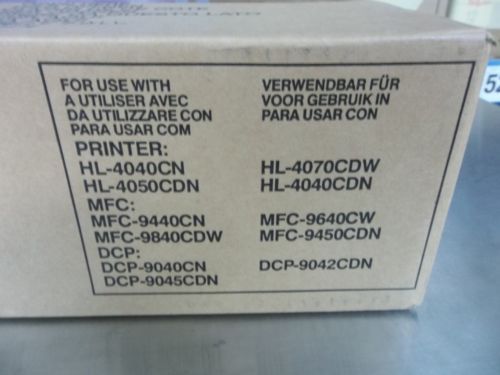 COTE
LATO
FOR USE WITH
A UTILISER AVEC
DA UTILIZZARE CON
PARA USAR COM
VERWENDBAR FÜR
VOOR GEBRUIK IN
PARA USAR CON
PRINTER:
HL-4040CN HL-4070CDW
HL-4050CDN HL-4040CDN
MFC:
MFC-9440CN MFC-9640CW
MFC-9840CDW MFC-9450CDN
DCP:
DCP-9040CN DCP-9042CDN
DCP-9045CDN